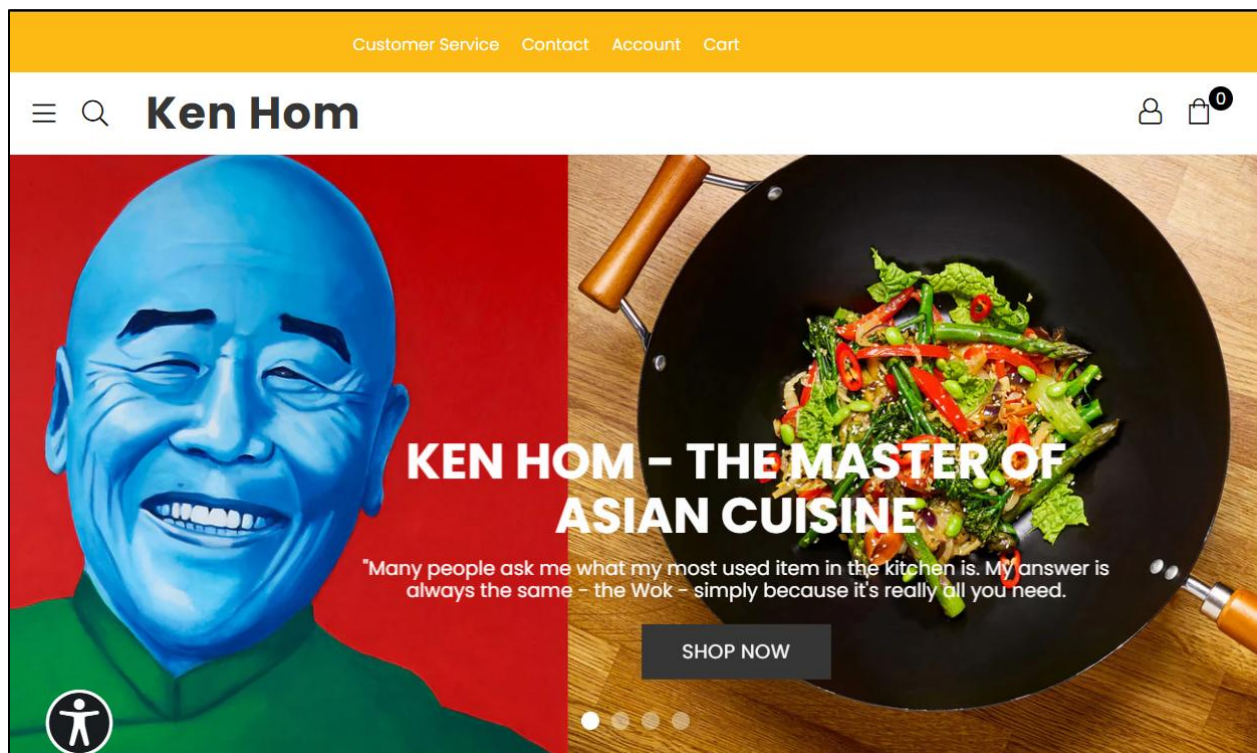 Customer Service Contact Account Cart
Ken Hom
0
KEN HOM – THE MASTER OF
ASIAN CUISINE
"Many people ask me what my most used item in the kitchen is. My answer is
always the same – the Wok – simply because it's really all you need.
SHOP NOW